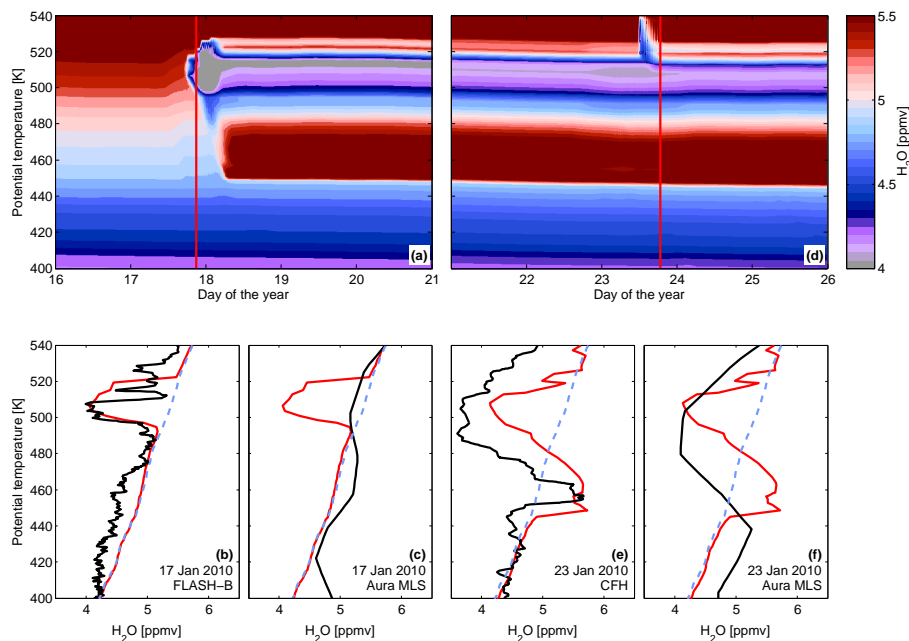 540
520
500
480
460
440
420
400
Potential temperature [K]
16 17 18 19 20 21
Day of the year
(a)
22 23 24 25 26
Day of the year
(d)
5.5
5
4.5
4
H2O [ppmv]
540
520
500
480
460
440
420
400
Potential temperature [K]
4 5 6
H2O [ppmv]
(b)
17 Jan 2010
FLASH−B
4 5 6
H2O [ppmv]
(c)
17 Jan 2010
Aura MLS
4 5 6
H2O [ppmv]
(e)
23 Jan 2010
CFH
4 5 6
H2O [ppmv]
(f)
23 Jan 2010
Aura MLS